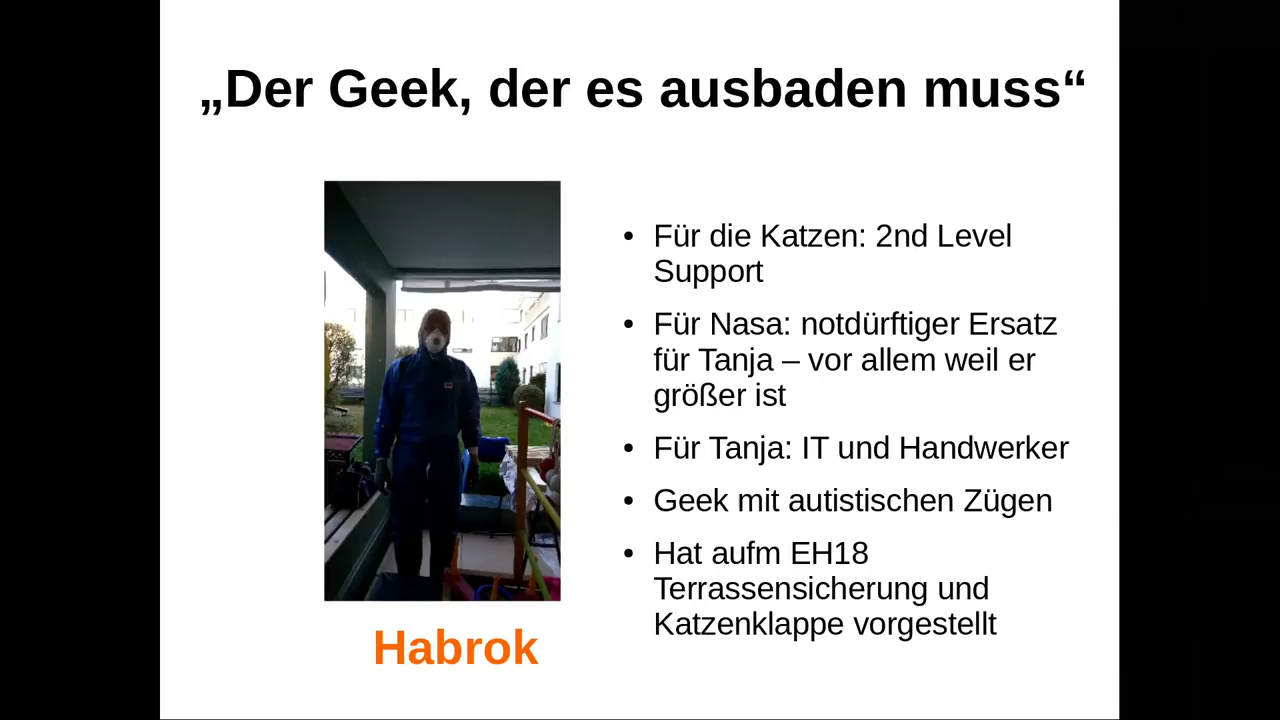 „Der Geek, der es ausbaden muss“
• Für die Katzen: 2nd Level
Support
• Für Nasa: notdürftiger Ersatz
für Tanja – vor allem weil er
größer ist
• Für Tanja: IT und Handwerker
• Geek mit autistischen Zügen
• Hat aufm EH18
Terrassensicherung und
Katzenklappe vorgestellt
Habrok